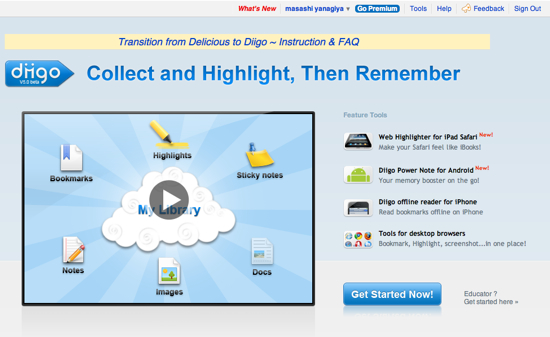 What's New masashi yanagiya ▾ Go Premium Tools Help Feedback Sign Out
Transition from Delicious to Diigo ~ Instruction & FAQ
diigo
V5.0 beta
Collect and Highlight, Then Remember
Highlights
Bookmarks
Sticky notes
My Library
Notes
Images
Docs
Feature Tools
Web Highlighter for iPad Safari New!
Make your Safari feel like iBooks!
Diigo Power Note for Android New!
Your memory booster on the go!
Diigo offline reader for iPhone
Read bookmarks offline on iPhone
Tools for desktop browsers
Bookmark, Highlight, screenshot...in one place!
Get Started Now!
Educator ?
Get started here »